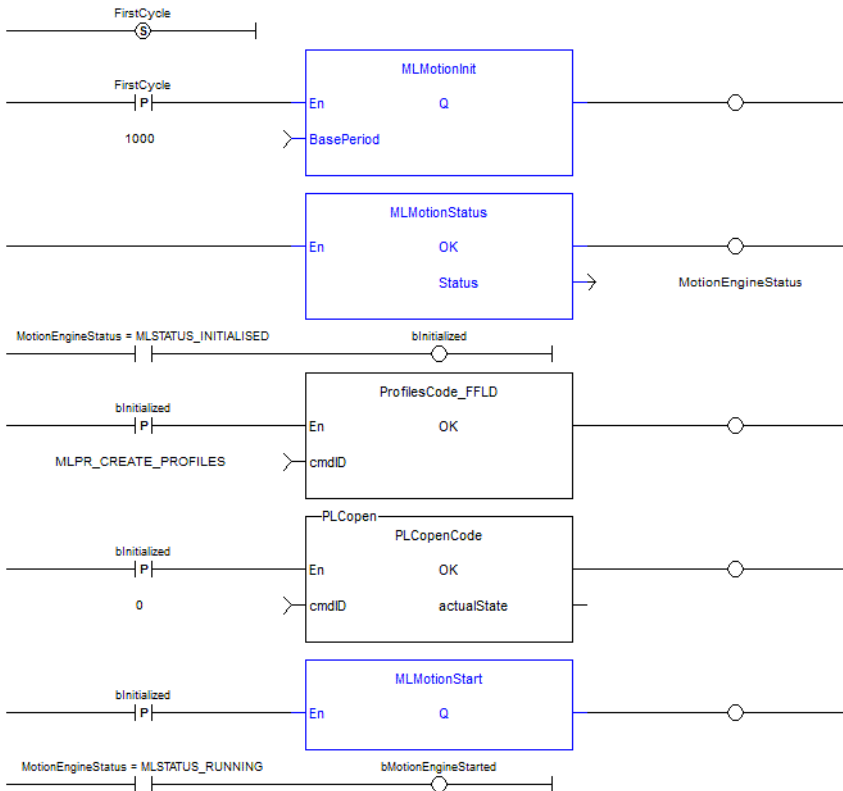 FirstCycle
S
MLMotionInit
FirstCycle
P
En
Q
1000
BasePeriod
MLMotionStatus
En
OK
Status
MotionEngineStatus
MotionEngineStatus = MLSTATUS_INITIALISED
bInitialized
ProfilesCode_FFLD
bInitialized
P
En
OK
MLPR_CREATE_PROFILES
cmdID
PLCopen
PLCopenCode
bInitialized
P
En
OK
0
cmdID
actualState
MLMotionStart
bInitialized
P
En
Q
MotionEngineStatus = MLSTATUS_RUNNING
bMotionEngineStarted